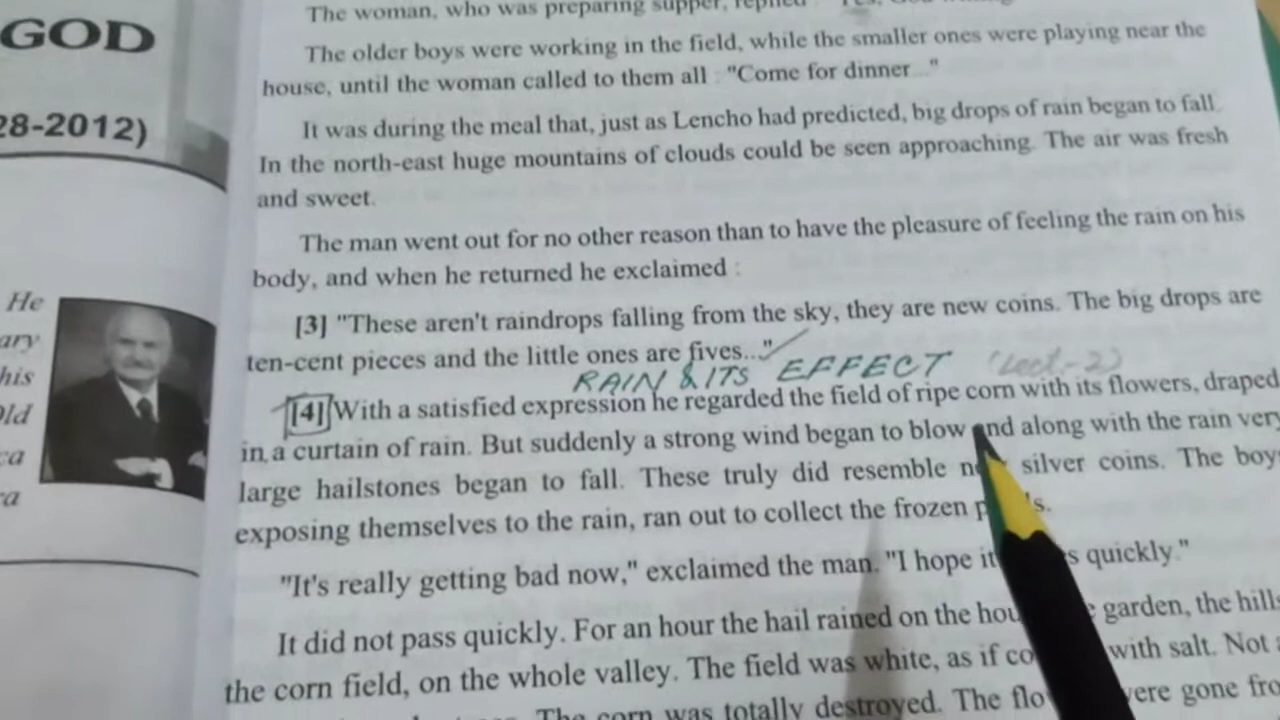 GOD
28-2012)
He
ary
his
Old
ca
ra
The woman, who was preparing supper, replied
The older boys were working in the field, while the smaller ones were playing near the
house, until the woman called to them all : "Come for dinner..."
It was during the meal that, just as Lencho had predicted, big drops of rain began to fall.
In the north-east huge mountains of clouds could be seen approaching. The air was fresh
and sweet.
The man went out for no other reason than to have the pleasure of feeling the rain on his
body, and when he returned he exclaimed :
[3] "These aren't raindrops falling from the sky, they are new coins. The big drops are
ten-cent pieces and the little ones are fives..."
RAIN & ITS EFFECT (Lect-2)
[4] With a satisfied expression he regarded the field of ripe corn with its flowers, draped
in a curtain of rain. But suddenly a strong wind began to blow and along with the rain very
large hailstones began to fall. These truly did resemble silver coins. The boy
exposing themselves to the rain, ran out to collect the frozen
"It's really getting bad now," exclaimed the man. "I hope it quickly."
It did not pass quickly. For an hour the hail rained on the garden, the hills
the corn field, on the whole valley. The field was white, as if with salt. Not
The corn was totally destroyed. The were gone